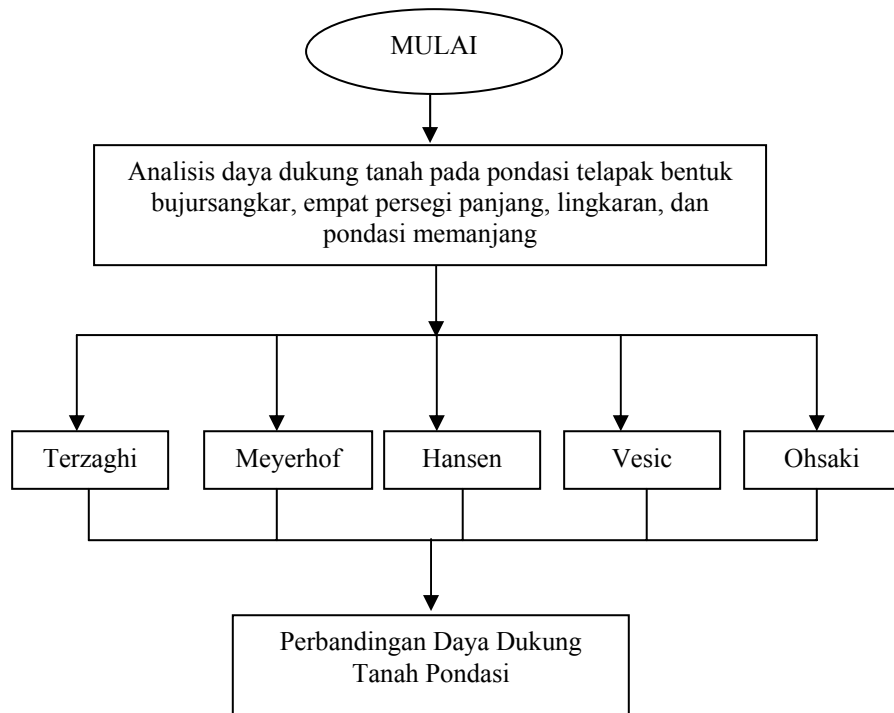 MULAI
Analisis daya dukung tanah pada pondasi telapak bentuk
bujursangkar, empat persegi panjang, lingkaran, dan
pondasi memanjang
Terzaghi
Meyerhof
Hansen
Vesic
Ohsaki
Perbandingan Daya Dukung
Tanah Pondasi